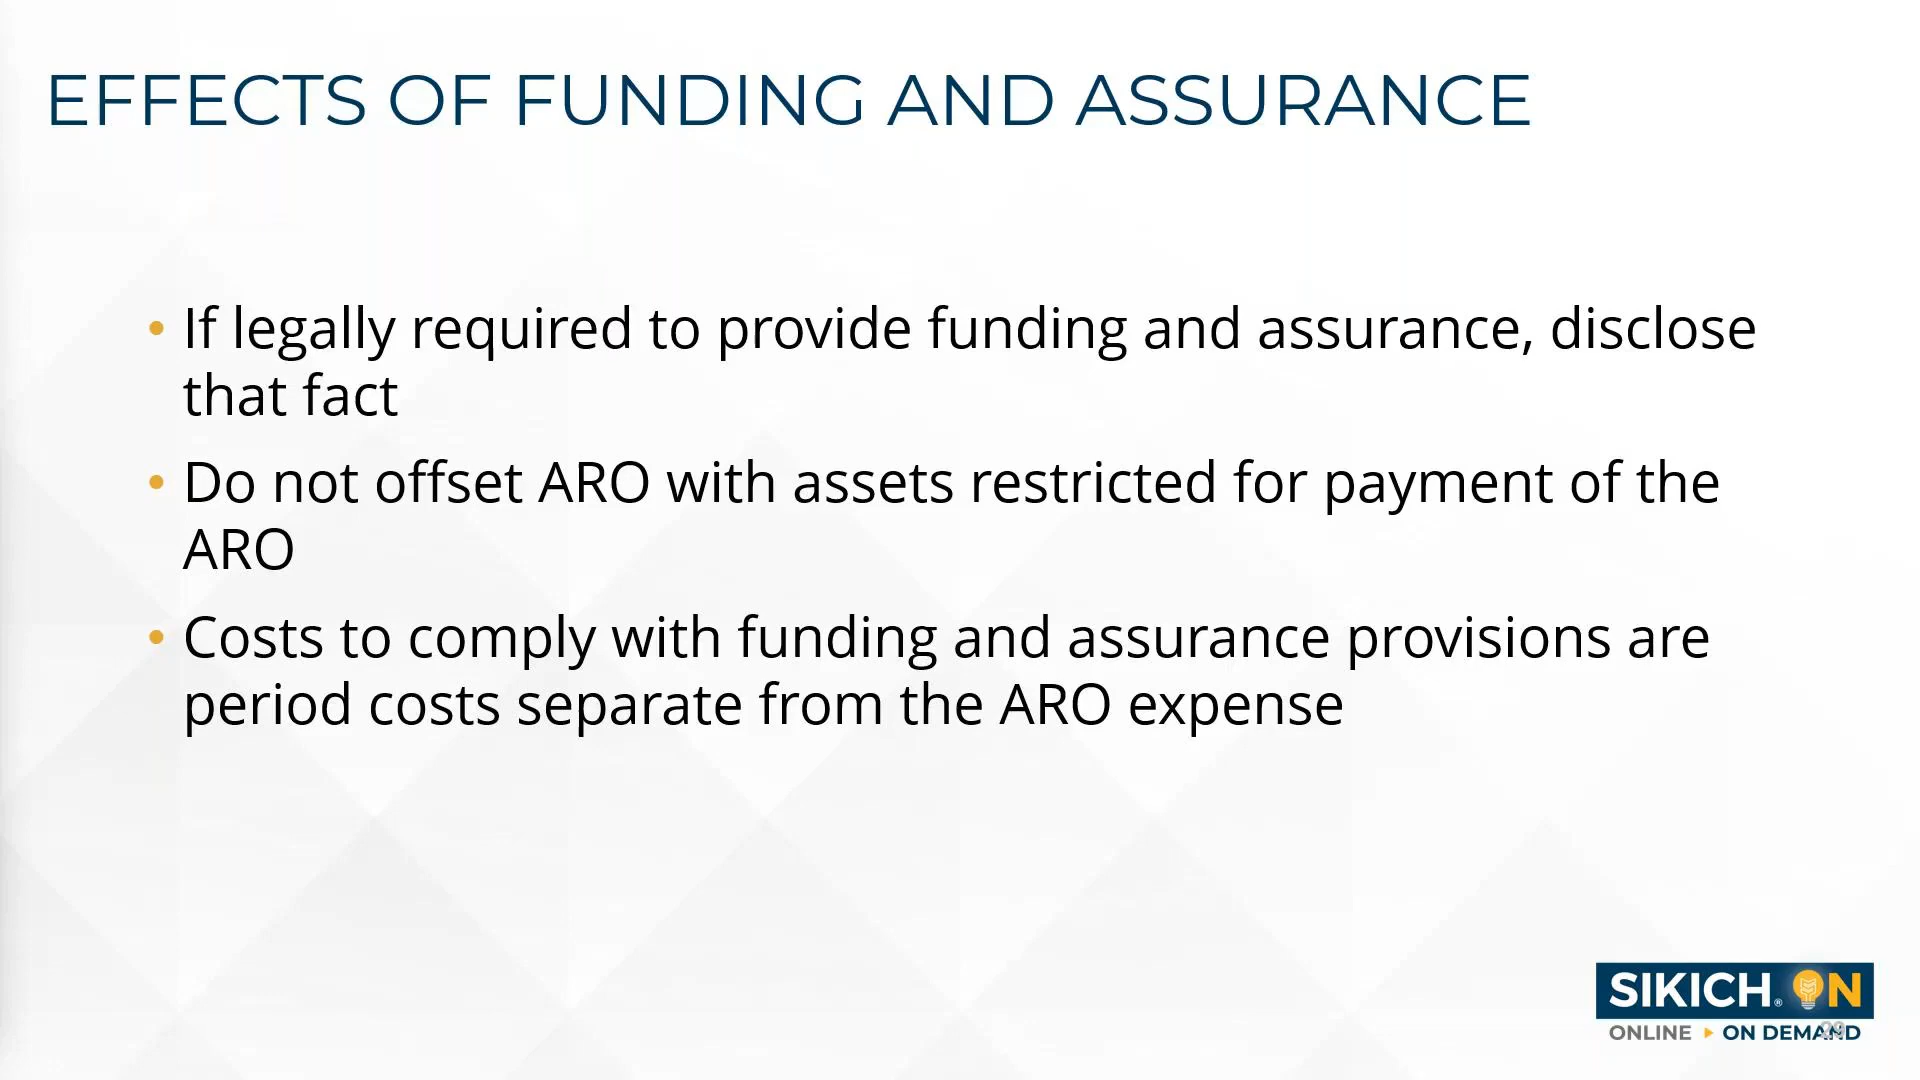 EFFECTS OF FUNDING AND ASSURANCE
• If legally required to provide funding and assurance, disclose
that fact
• Do not offset ARO with assets restricted for payment of the
ARO
• Costs to comply with funding and assurance provisions are
period costs separate from the ARO expense
SIKICH® ON
ONLINE ▸ ON DEMAND